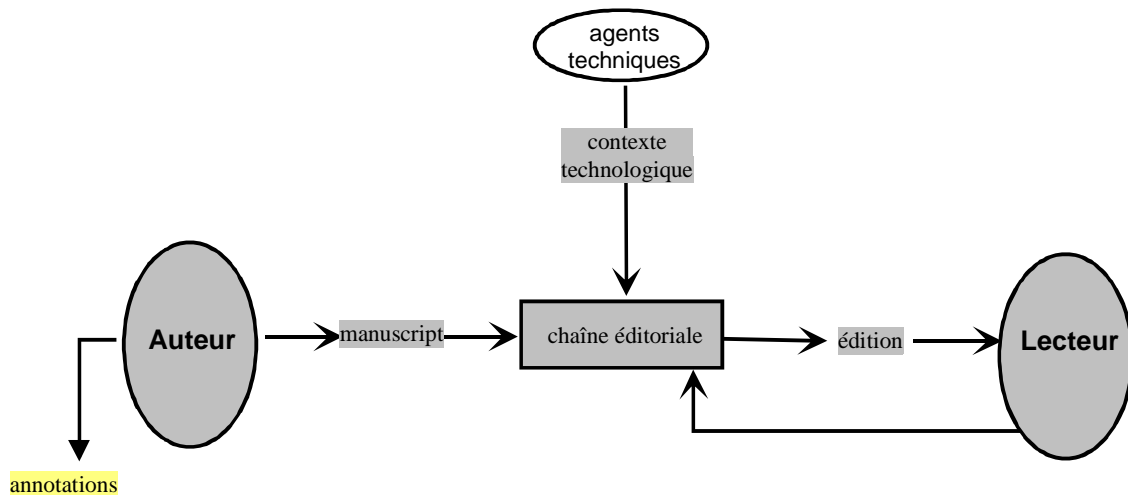 agents
techniques
contexte
technologique
Auteur
manuscript
chaîne éditoriale
édition
Lecteur
annotations